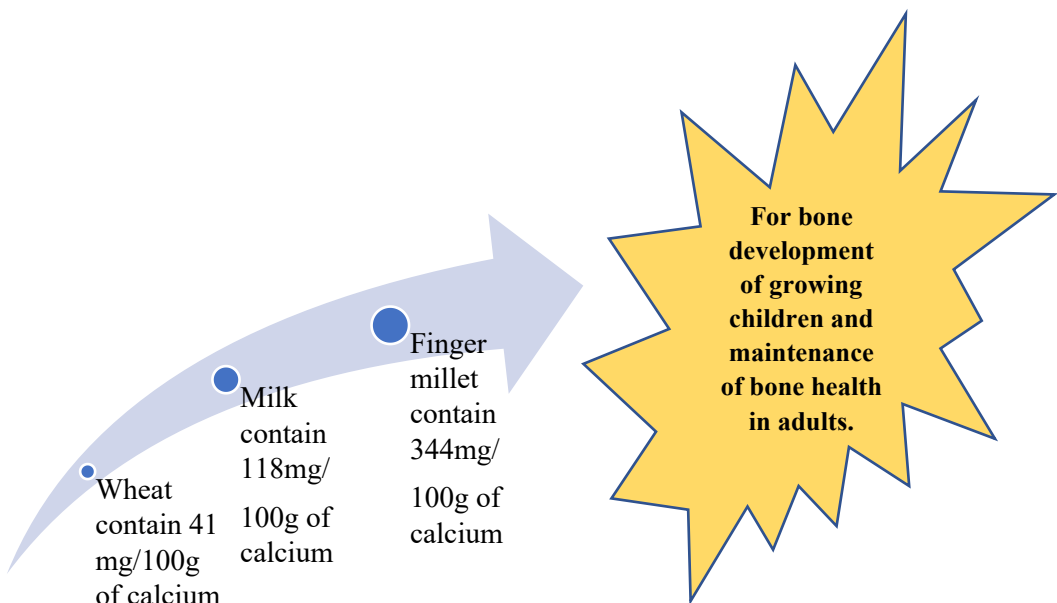 Wheat
contain 41
mg/100g
of calcium
Milk
contain
118mg/
100g of
calcium
Finger
millet
contain
344mg/
100g of
calcium
For bone
development
of growing
children and
maintenance
of bone health
in adults.